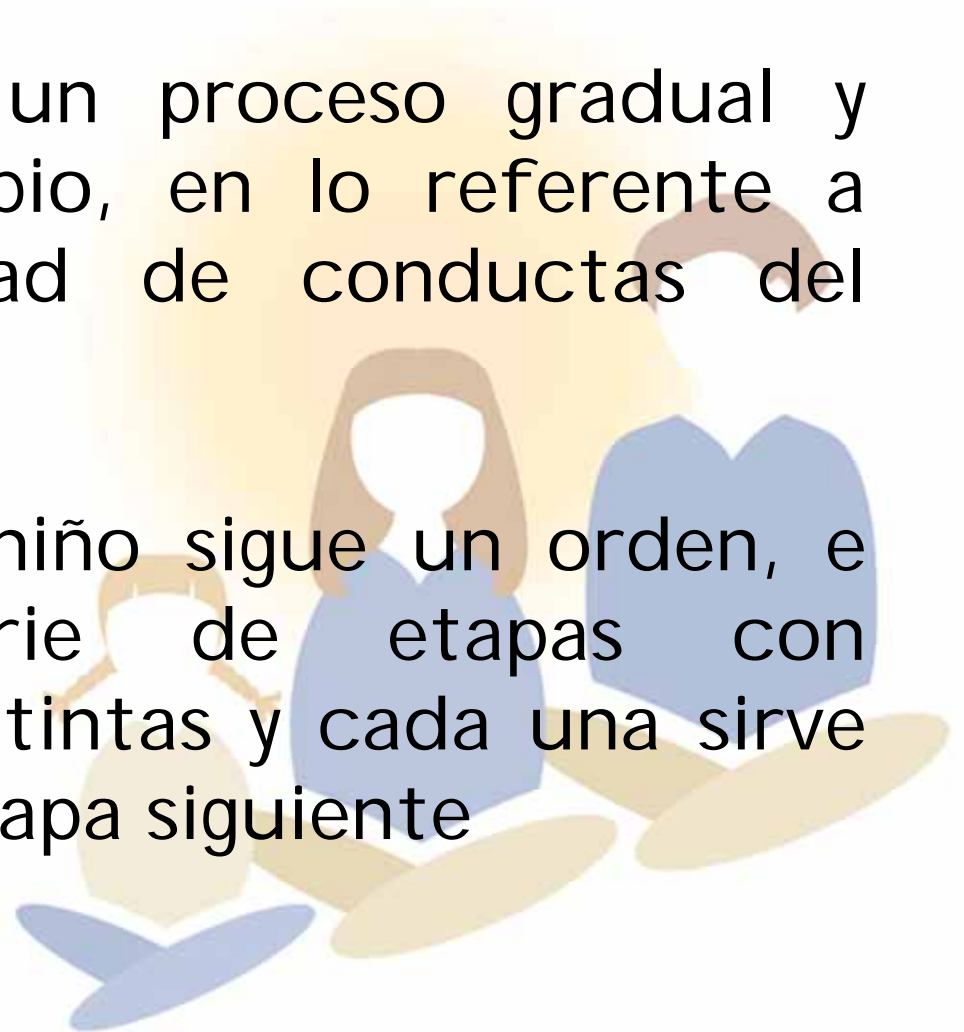 un proceso gradual y
bio, en lo referente a
ad de conductas del
niño sigue un orden, e
rie de etapas con
tintas y cada una sirve
apa siguiente